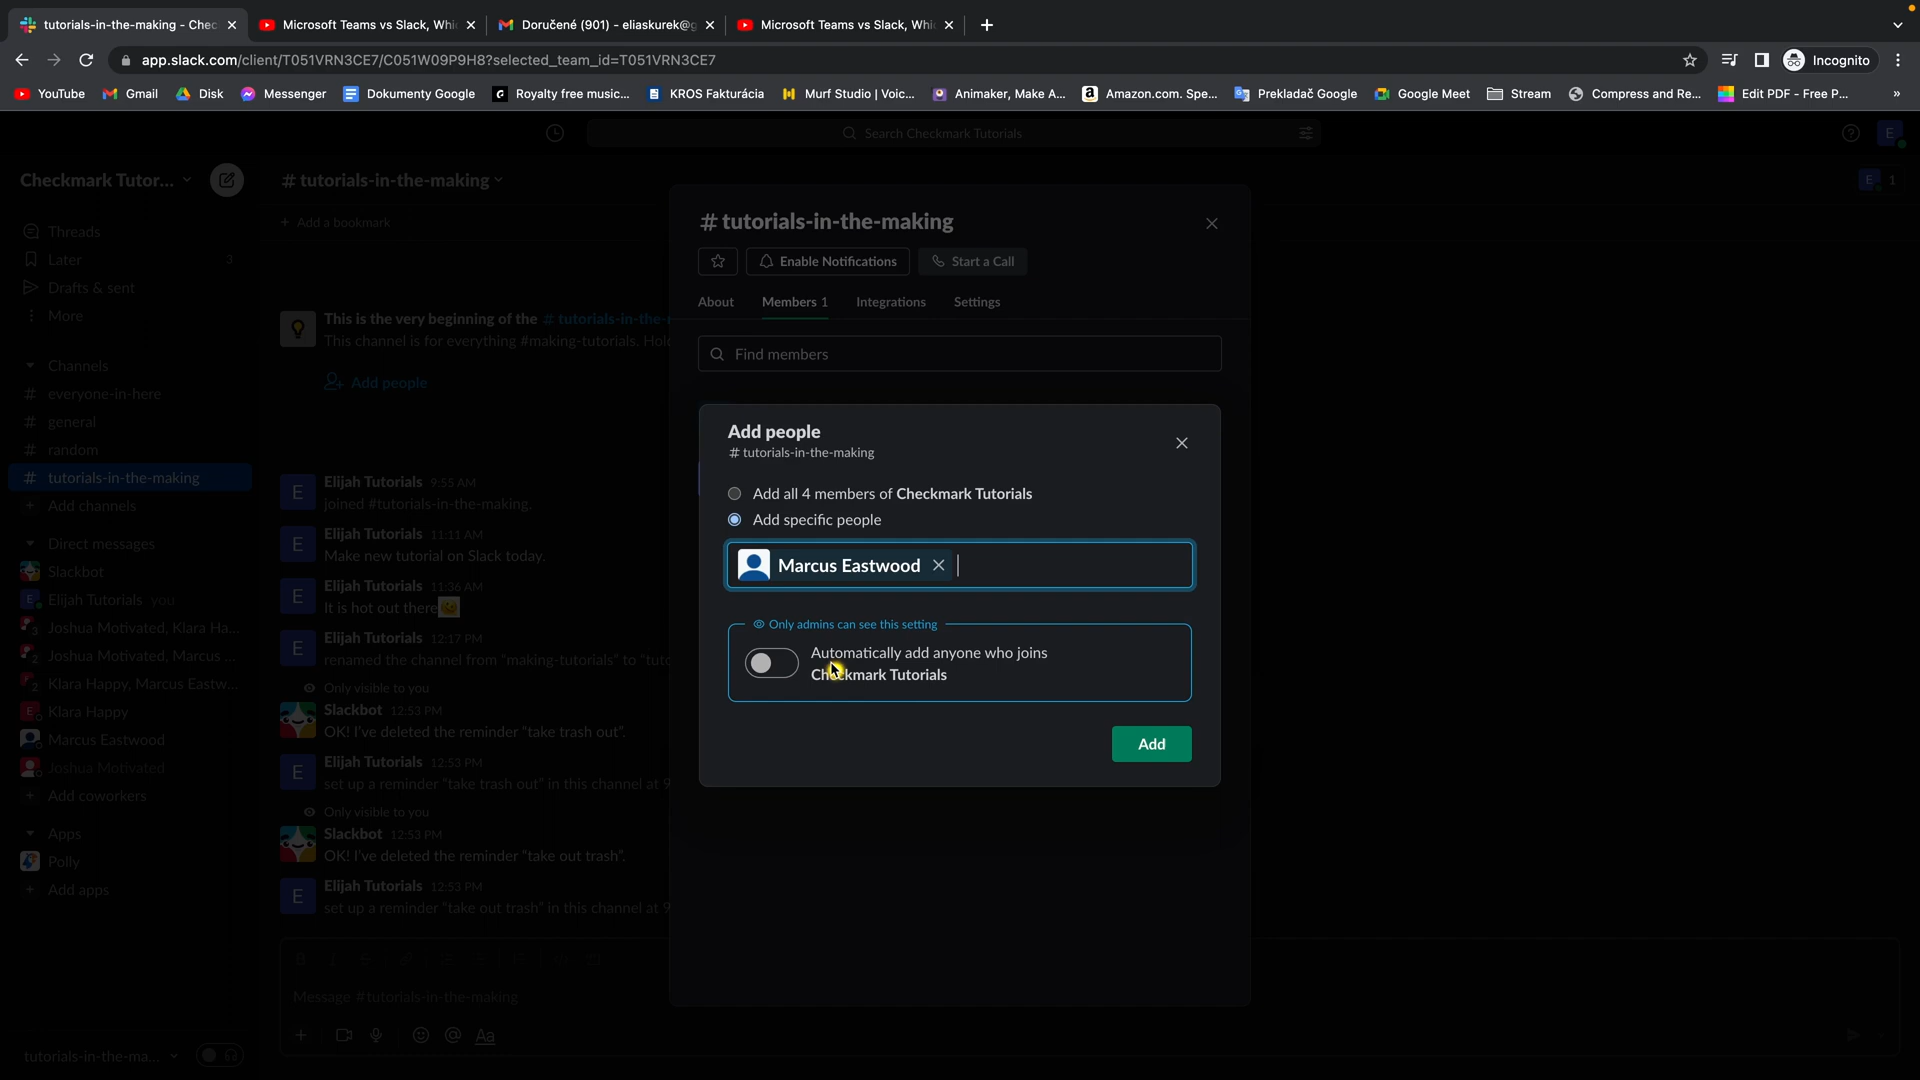 tutorials-in-the-making - Chec
Microsoft Teams vs Slack, Whi
Doručené (901) - eliaskurek@g
Microsoft Teams vs Slack, Whi
app.slack.com/client/T051VRN3CE7/C051W09P9H8?selected_team_id=T051VRN3CE7
Incognito
YouTube
Gmail
Disk
Messenger
Dokumenty Google
Royalty free music...
KROS Fakturácia
Murf Studio | Voic...
Animaker, Make A...
Amazon.com. Spe...
Prekladač Google
Google Meet
Stream
Compress and Re...
Edit PDF - Free P...
»
Search Checkmark Tutorials
E
Checkmark Tutor...
Threads
Later 3
Drafts & sent
More
Channels
# everyone-in-here
# general
# random
# tutorials-in-the-making
+ Add channels
Direct messages
Slackbot
E Elijah Tutorials you
3 Joshua Motivated, Klara Ha...
2 Joshua Motivated, Marcus ...
2 Klara Happy, Marcus Eastw...
E Klara Happy
Marcus Eastwood
Joshua Motivated
+ Add coworkers
Apps
Polly
+ Add apps
tutorials-in-the-ma...
# tutorials-in-the-making
E 1
+ Add a bookmark
This is the very beginning of the # tutorials-in-the-
This channel is for everything #making-tutorials. Hol
Add people
E Elijah Tutorials 9:55 AM
joined #tutorials-in-the-making.
E Elijah Tutorials 11:11 AM
Make new tutorial on Slack today.
E Elijah Tutorials 11:36 AM
It is hot out there
E Elijah Tutorials 12:17 PM
renamed the channel from "making-tutorials" to "tuto
Only visible to you
Slackbot 12:53 PM
OK! I've deleted the reminder "take trash out".
E Elijah Tutorials 12:53 PM
set up a reminder "take trash out" in this channel at 9
Only visible to you
Slackbot 12:53 PM
OK! I've deleted the reminder "take out trash".
E Elijah Tutorials 12:53 PM
set up a reminder "take out trash" in this channel at 9
Message #tutorials-in-the-making
Aa
# tutorials-in-the-making
Enable Notifications
Start a Call
About
Members 1
Integrations
Settings
Find members
Add people
# tutorials-in-the-making
Add all 4 members of Checkmark Tutorials
Add specific people
Marcus Eastwood
Only admins can see this setting
Automatically add anyone who joins
Checkmark Tutorials
Add